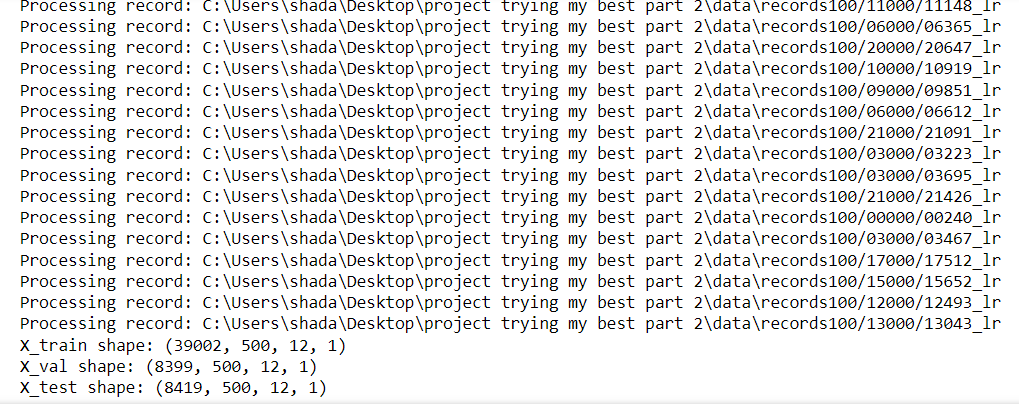 Processing record: C:\Users\shada\Desktop\project trying my best part 2\data\records100/11000/11148_lr
Processing record: C:\Users\shada\Desktop\project trying my best part 2\data\records100/06000/06365_lr
Processing record: C:\Users\shada\Desktop\project trying my best part 2\data\records100/20000/20647_lr
Processing record: C:\Users\shada\Desktop\project trying my best part 2\data\records100/10000/10919_lr
Processing record: C:\Users\shada\Desktop\project trying my best part 2\data\records100/09000/09851_lr
Processing record: C:\Users\shada\Desktop\project trying my best part 2\data\records100/06000/06612_lr
Processing record: C:\Users\shada\Desktop\project trying my best part 2\data\records100/21000/21091_lr
Processing record: C:\Users\shada\Desktop\project trying my best part 2\data\records100/03000/03223_lr
Processing record: C:\Users\shada\Desktop\project trying my best part 2\data\records100/03000/03695_lr
Processing record: C:\Users\shada\Desktop\project trying my best part 2\data\records100/21000/21426_lr
Processing record: C:\Users\shada\Desktop\project trying my best part 2\data\records100/00000/00240_lr
Processing record: C:\Users\shada\Desktop\project trying my best part 2\data\records100/03000/03467_lr
Processing record: C:\Users\shada\Desktop\project trying my best part 2\data\records100/17000/17512_lr
Processing record: C:\Users\shada\Desktop\project trying my best part 2\data\records100/15000/15652_lr
Processing record: C:\Users\shada\Desktop\project trying my best part 2\data\records100/12000/12493_lr
Processing record: C:\Users\shada\Desktop\project trying my best part 2\data\records100/13000/13043_lr
X_train shape: (39002, 500, 12, 1)
X_val shape: (8399, 500, 12, 1)
X_test shape: (8419, 500, 12, 1)